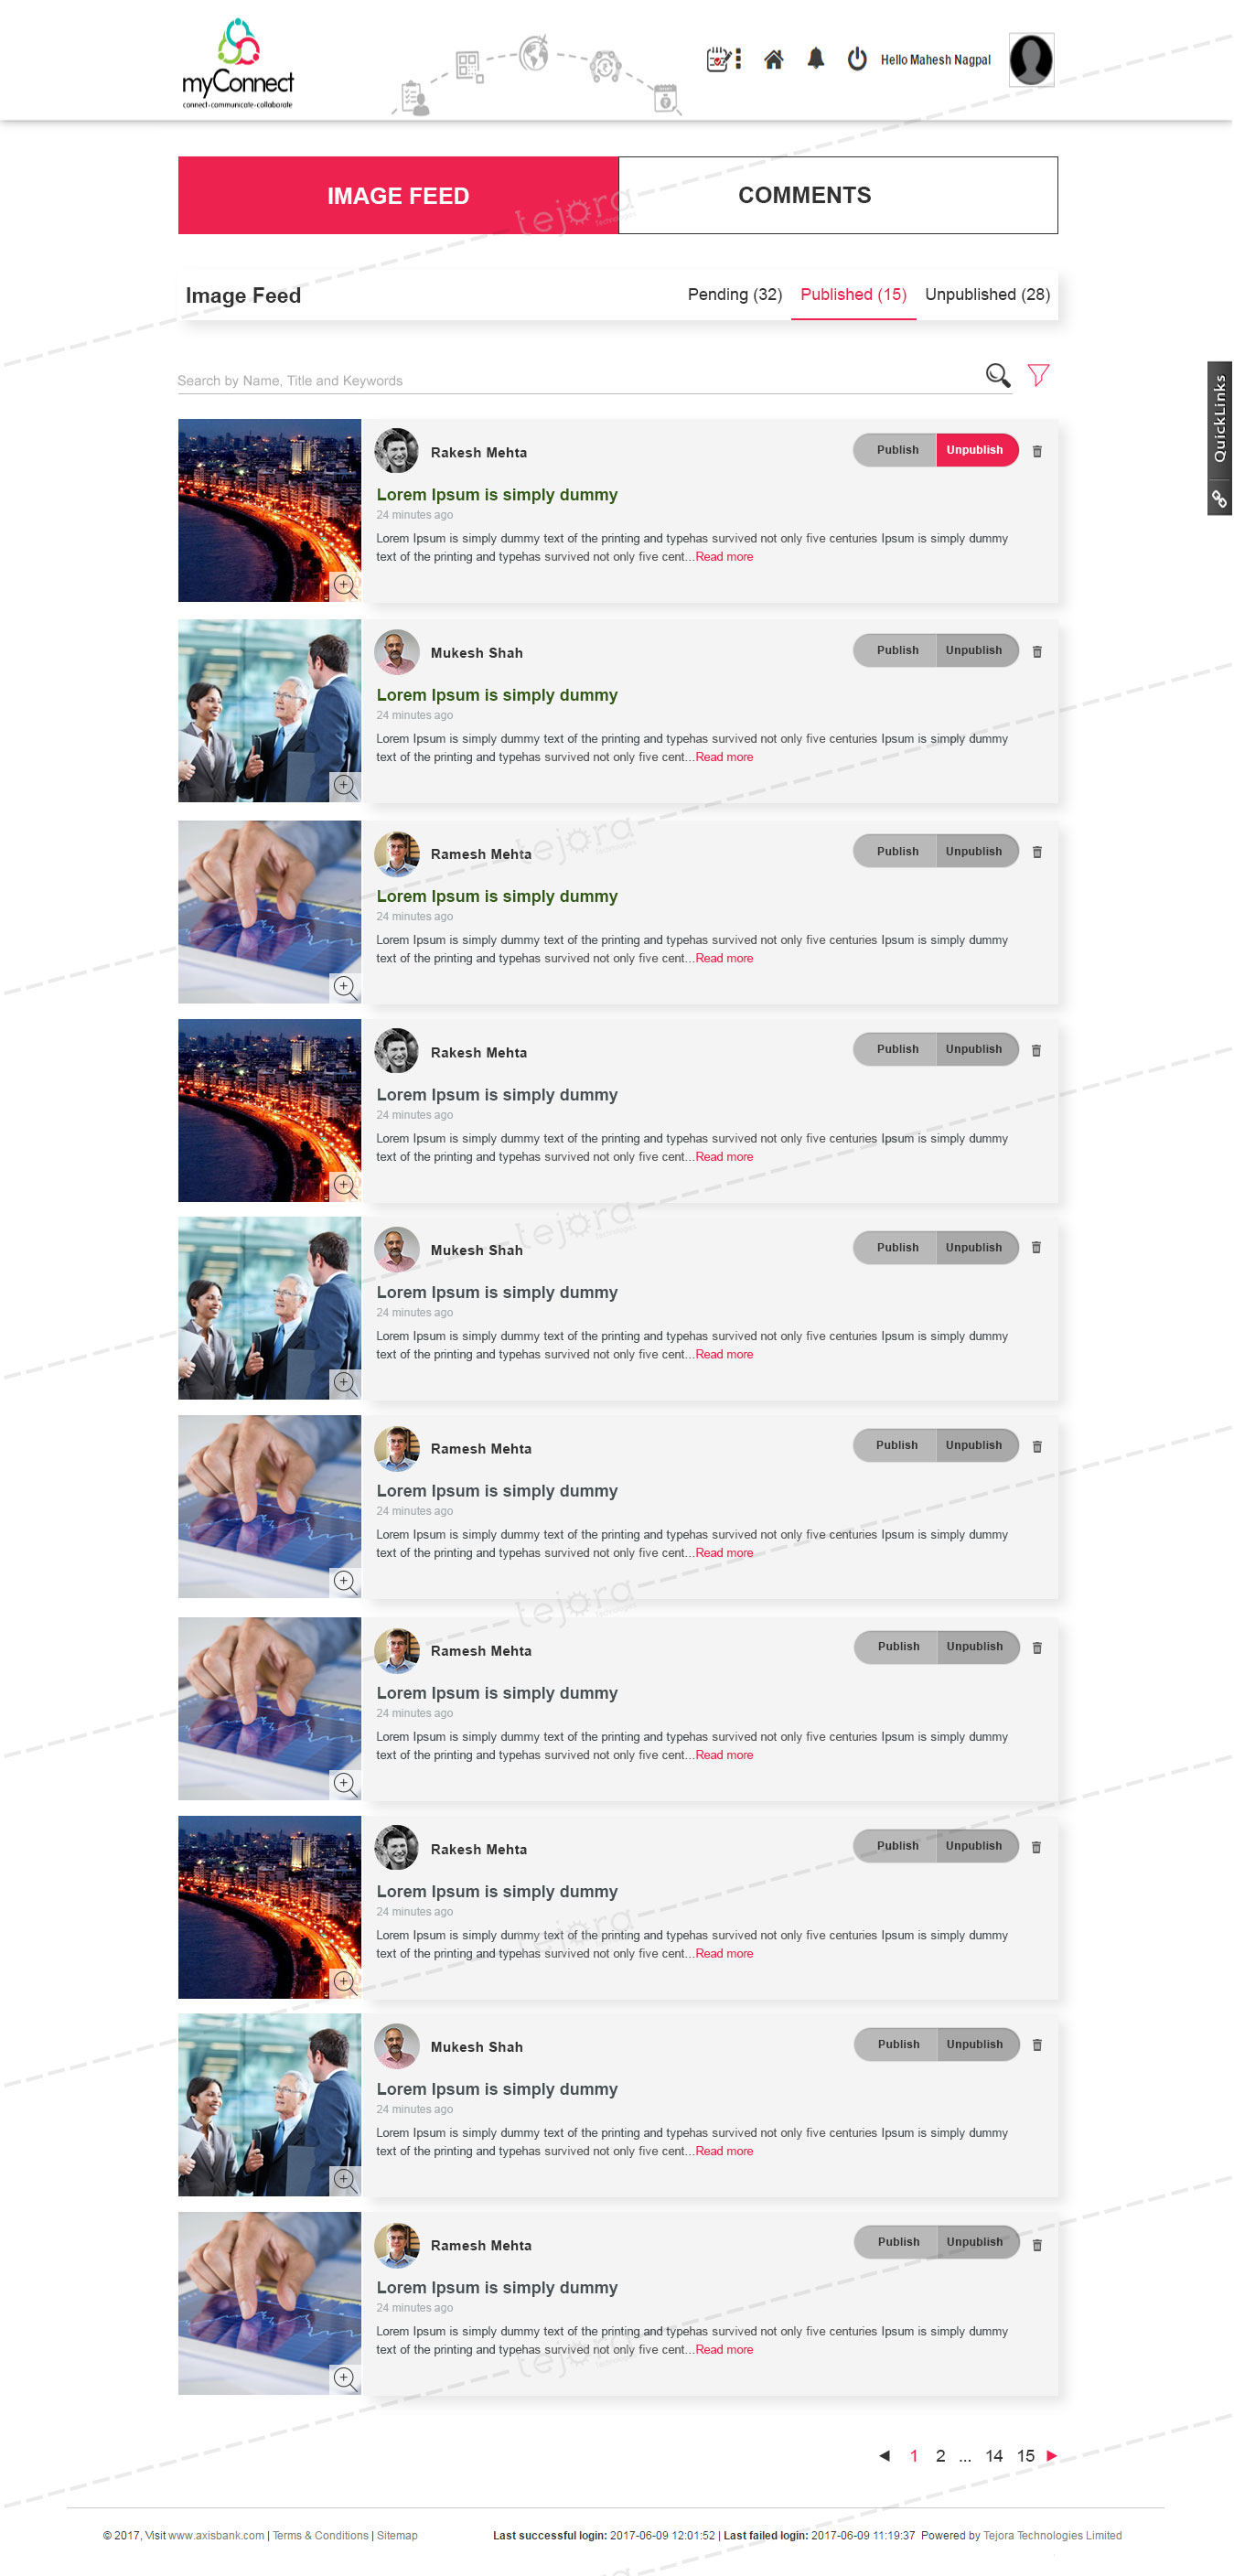 myConnect
connect-communicate-collaborate
Hello Mahesh Nagpal
IMAGE FEED
COMMENTS
tejora
Technologies
Image Feed
Pending (32)
Published (15)
Unpublished (28)
Search by Name, Title and Keywords
QuickLinks
Rakesh Mehta
Publish
Unpublish
Lorem Ipsum is simply dummy
24 minutes ago
Lorem Ipsum is simply dummy text of the printing and typehas survived not only five centuries Ipsum is simply dummy
text of the printing and typehas survived not only five cent...Read more
Mukesh Shah
Publish
Unpublish
Lorem Ipsum is simply dummy
24 minutes ago
Lorem Ipsum is simply dummy text of the printing and typehas survived not only five centuries Ipsum is simply dummy
text of the printing and typehas survived not only five cent...Read more
tejora
Technologies
Ramesh Mehta
Publish
Unpublish
Lorem Ipsum is simply dummy
24 minutes ago
Lorem Ipsum is simply dummy text of the printing and typehas survived not only five centuries Ipsum is simply dummy
text of the printing and typehas survived not only five cent...Read more
Rakesh Mehta
Publish
Unpublish
Lorem Ipsum is simply dummy
24 minutes ago
Lorem Ipsum is simply dummy text of the printing and typehas survived not only five centuries Ipsum is simply dummy
text of the printing and typehas survived not only five cent...Read more
tejora
Technologies
Mukesh Shah
Publish
Unpublish
Lorem Ipsum is simply dummy
24 minutes ago
Lorem Ipsum is simply dummy text of the printing and typehas survived not only five centuries Ipsum is simply dummy
text of the printing and typehas survived not only five cent...Read more
Ramesh Mehta
Publish
Unpublish
Lorem Ipsum is simply dummy
24 minutes ago
Lorem Ipsum is simply dummy text of the printing and typehas survived not only five centuries Ipsum is simply dummy
text of the printing and typehas survived not only five cent...Read more
tejora
Technologies
Ramesh Mehta
Publish
Unpublish
Lorem Ipsum is simply dummy
24 minutes ago
Lorem Ipsum is simply dummy text of the printing and typehas survived not only five centuries Ipsum is simply dummy
text of the printing and typehas survived not only five cent...Read more
Rakesh Mehta
Publish
Unpublish
Lorem Ipsum is simply dummy
24 minutes ago
Lorem Ipsum is simply dummy text of the printing and typehas survived not only five centuries Ipsum is simply dummy
text of the printing and typehas survived not only five cent...Read more
tejora
Technologies
Mukesh Shah
Publish
Unpublish
Lorem Ipsum is simply dummy
24 minutes ago
Lorem Ipsum is simply dummy text of the printing and typehas survived not only five centuries Ipsum is simply dummy
text of the printing and typehas survived not only five cent...Read more
Ramesh Mehta
Publish
Unpublish
Lorem Ipsum is simply dummy
24 minutes ago
Lorem Ipsum is simply dummy text of the printing and typehas survived not only five centuries Ipsum is simply dummy
text of the printing and typehas survived not only five cent...Read more
tejora
Technologies
1 2 ... 14 15
© 2017, Visit www.axisbank.com | Terms & Conditions | Sitemap
Last successful login: 2017-06-09 12:01:52 | Last failed login: 2017-06-09 11:19:37 Powered by Tejora Technologies Limited